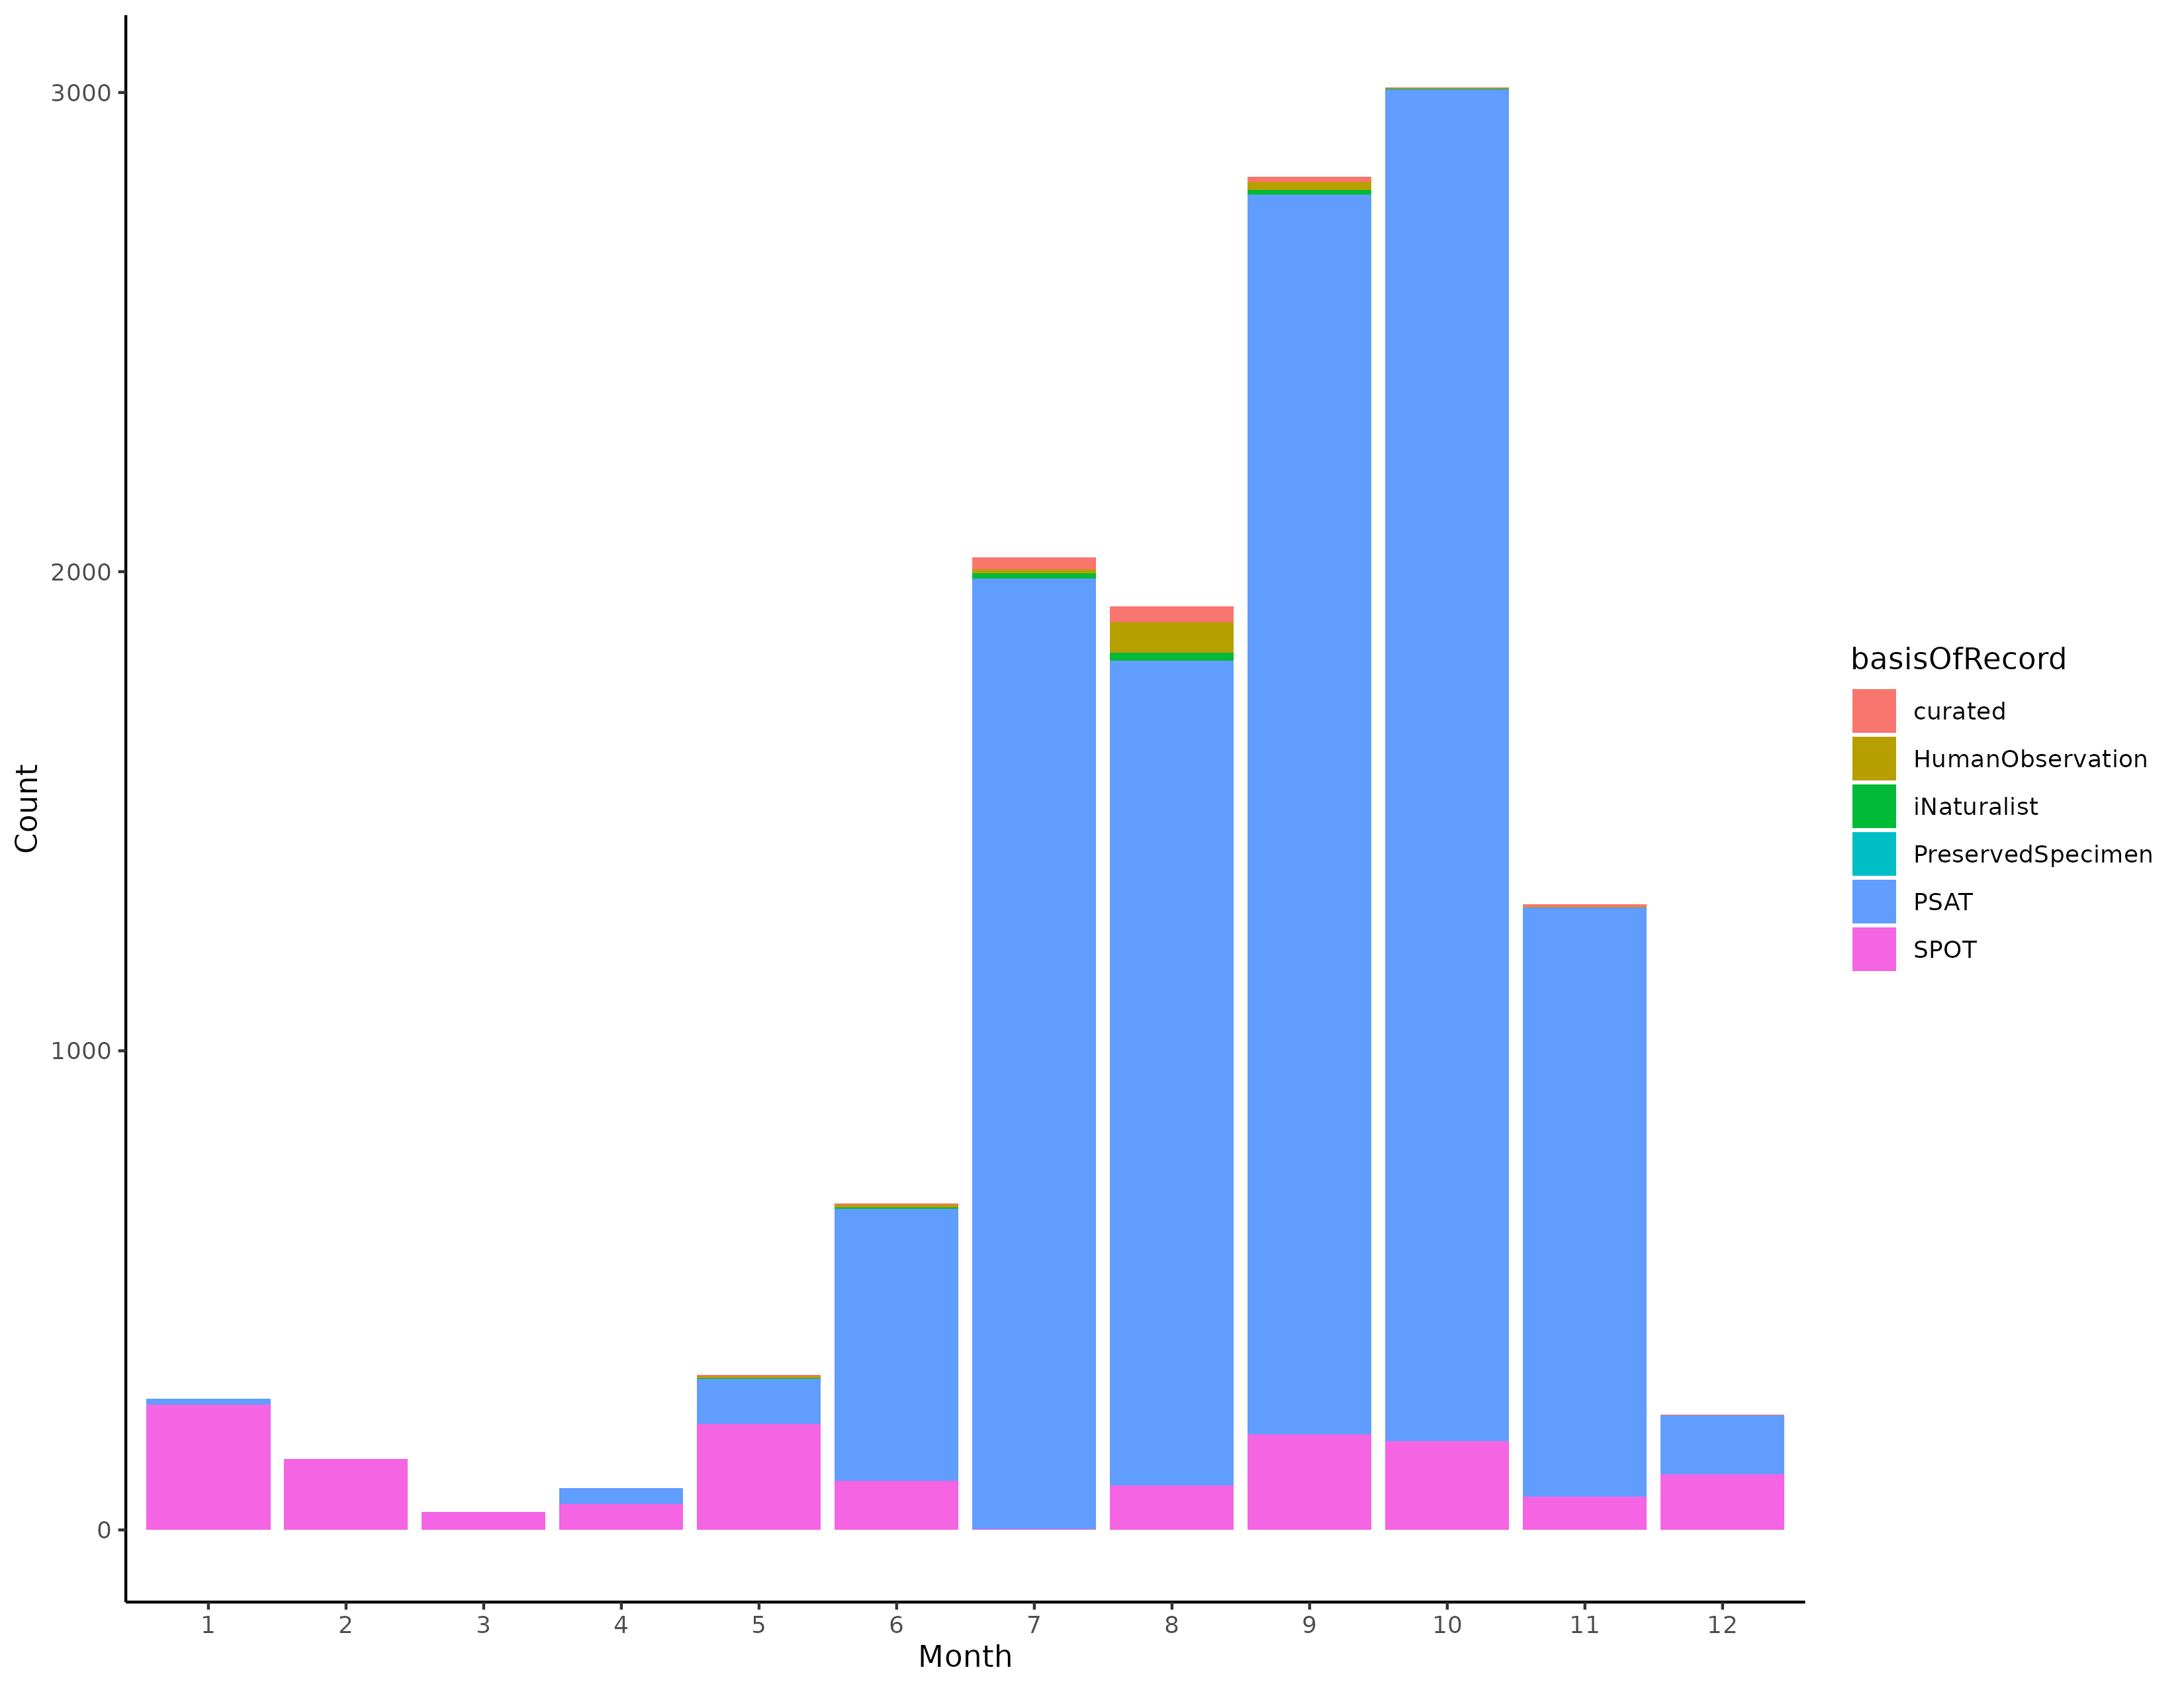 3000
2000
1000
0
Count
1 2 3 4 5 6 7 8 9 10 11 12
Month
basisOfRecord
curated
HumanObservation
iNaturalist
PreservedSpecimen
PSAT
SPOT